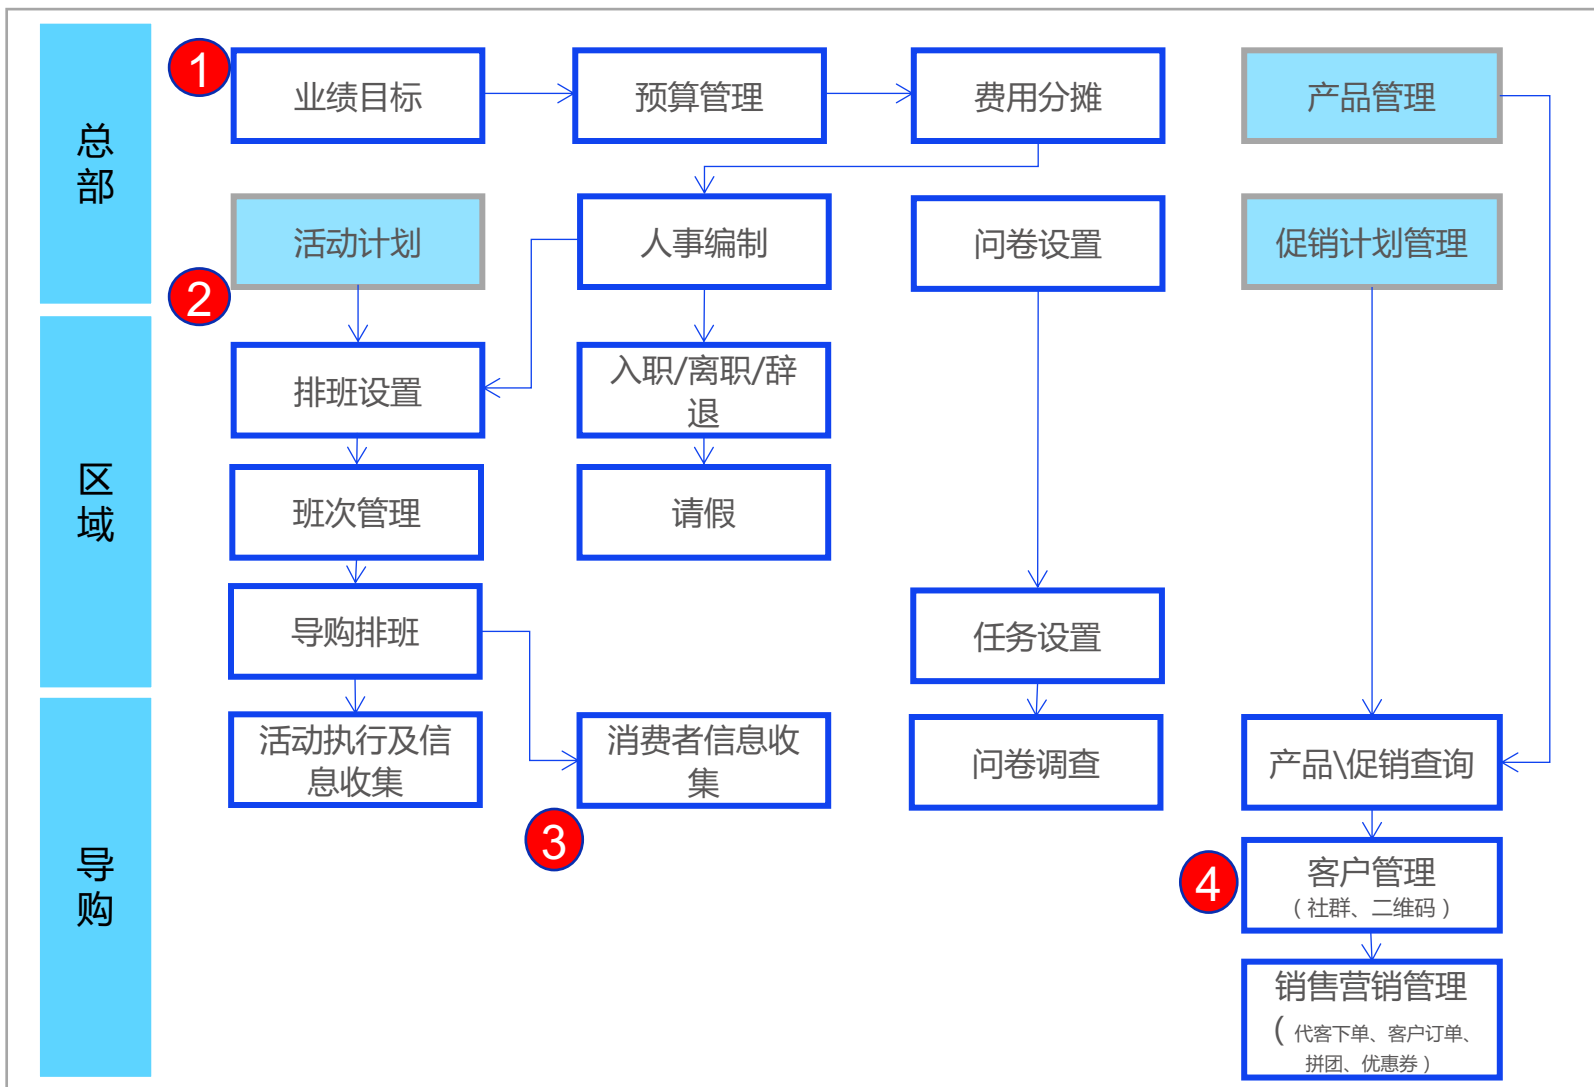 总
部
1
业绩目标
预算管理
费用分摊
产品管理
活动计划
人事编制
问卷设置
促销计划管理
2
区
域
排班设置
入职/离职/辞
退
班次管理
请假
导购排班
任务设置
导
购
活动执行及信
息收集
消费者信息收
集
问卷调查
产品\促销查询
3
4
客户管理
（社群、二维码）
销售营销管理
（代客下单、客户订单、
拼团、优惠券）